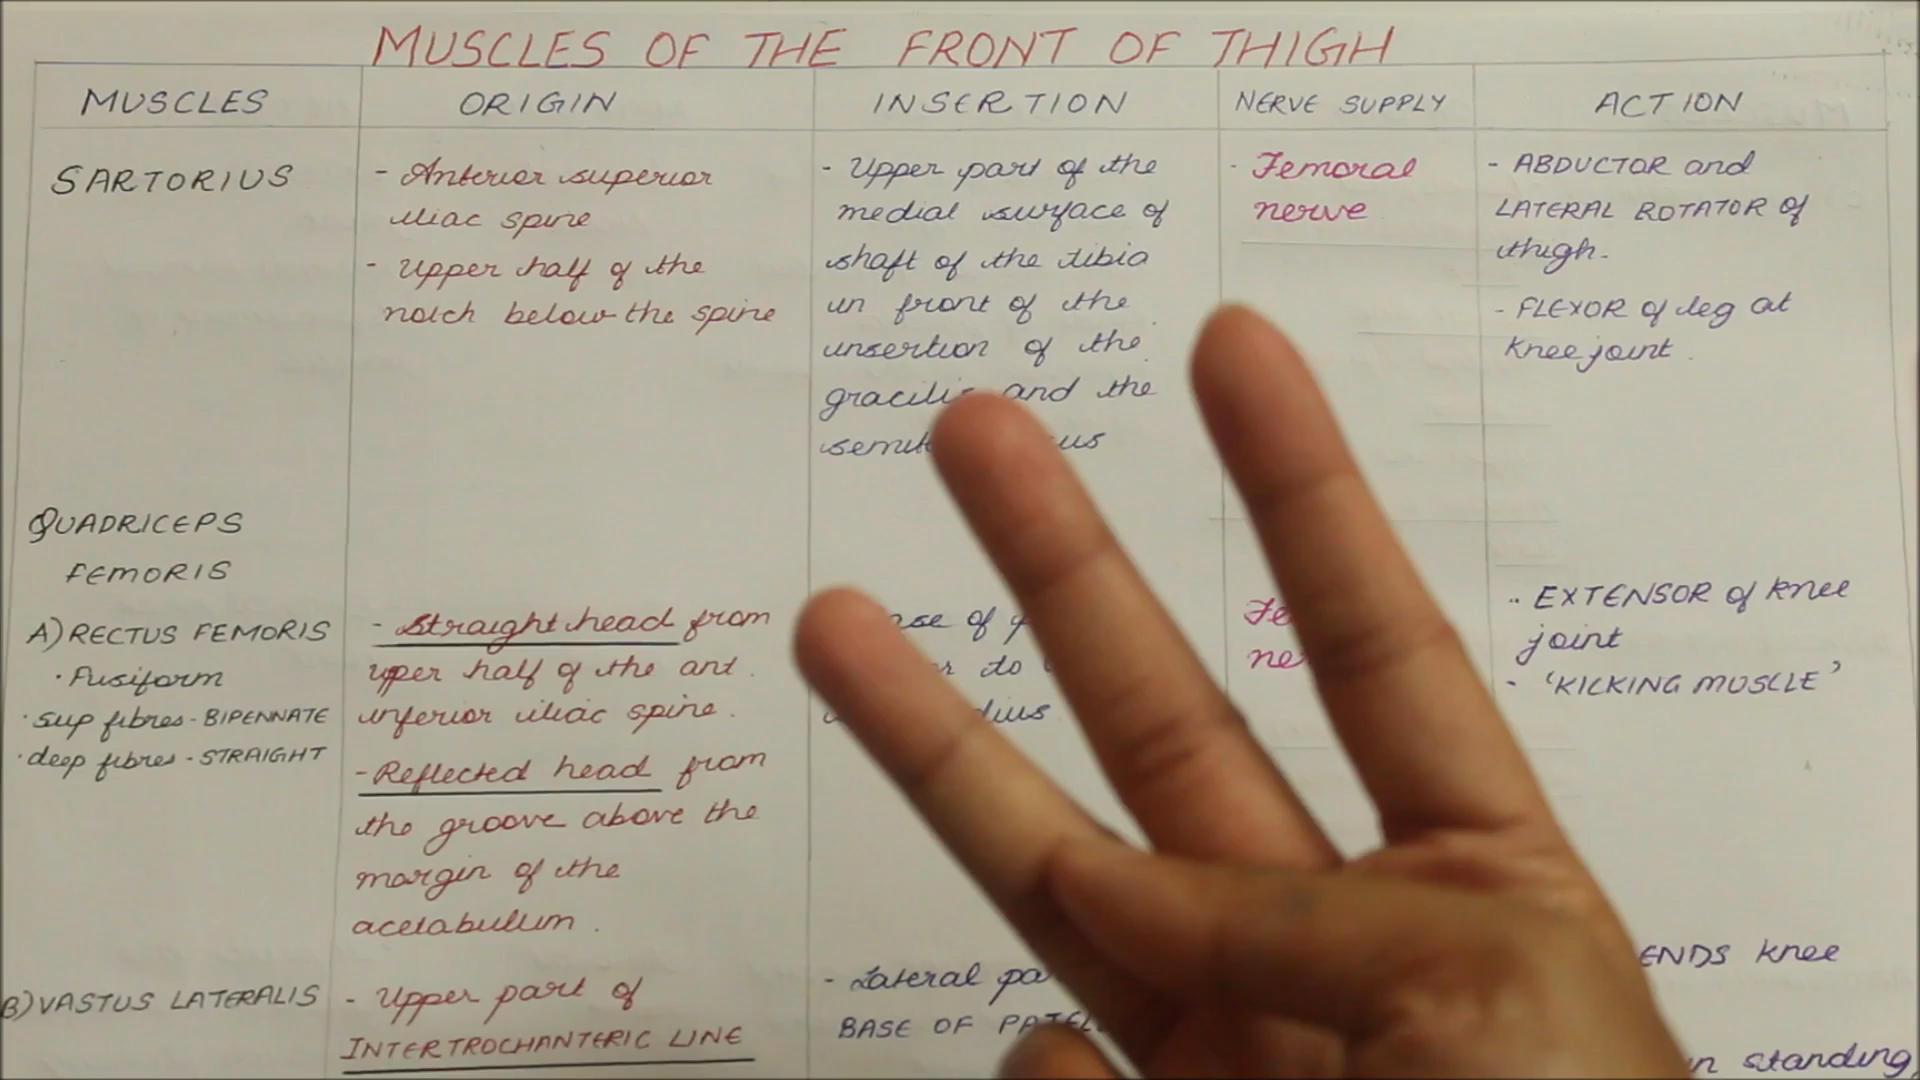 MUSCLES OF THE FRONT OF THIGH
MUSCLES
ORIGIN
INSERTION
NERVE SUPPLY
ACTION
SARTORIUS
- Anterior superior
iliac spine
- Upper half of the
notch below the spine
- Upper part of the
medial surface of
shaft of the tibia
in front of the
insertion of the
gracilis and the
- Femoral
nerve
- ABDUCTOR and
LATERAL ROTATOR of
thigh.
- FLEXOR of leg at
knee joint.
QUADRICEPS
FEMORIS
A) RECTUS FEMORIS
· Fusiform
· sup fibres - BIPENNATE
· deep fibres - STRAIGHT
- Straight head from
upper half of the ant.
inferior iliac spine.
- Reflected head from
the groove above the
margin of the
acetabulum.
of
to
- EXTENSOR of knee
joint
- 'KICKING MUSCLE'
B) VASTUS LATERALIS
- Upper part of
INTERTROCHANTERIC LINE
- Lateral
BASE OF
knee
standing,